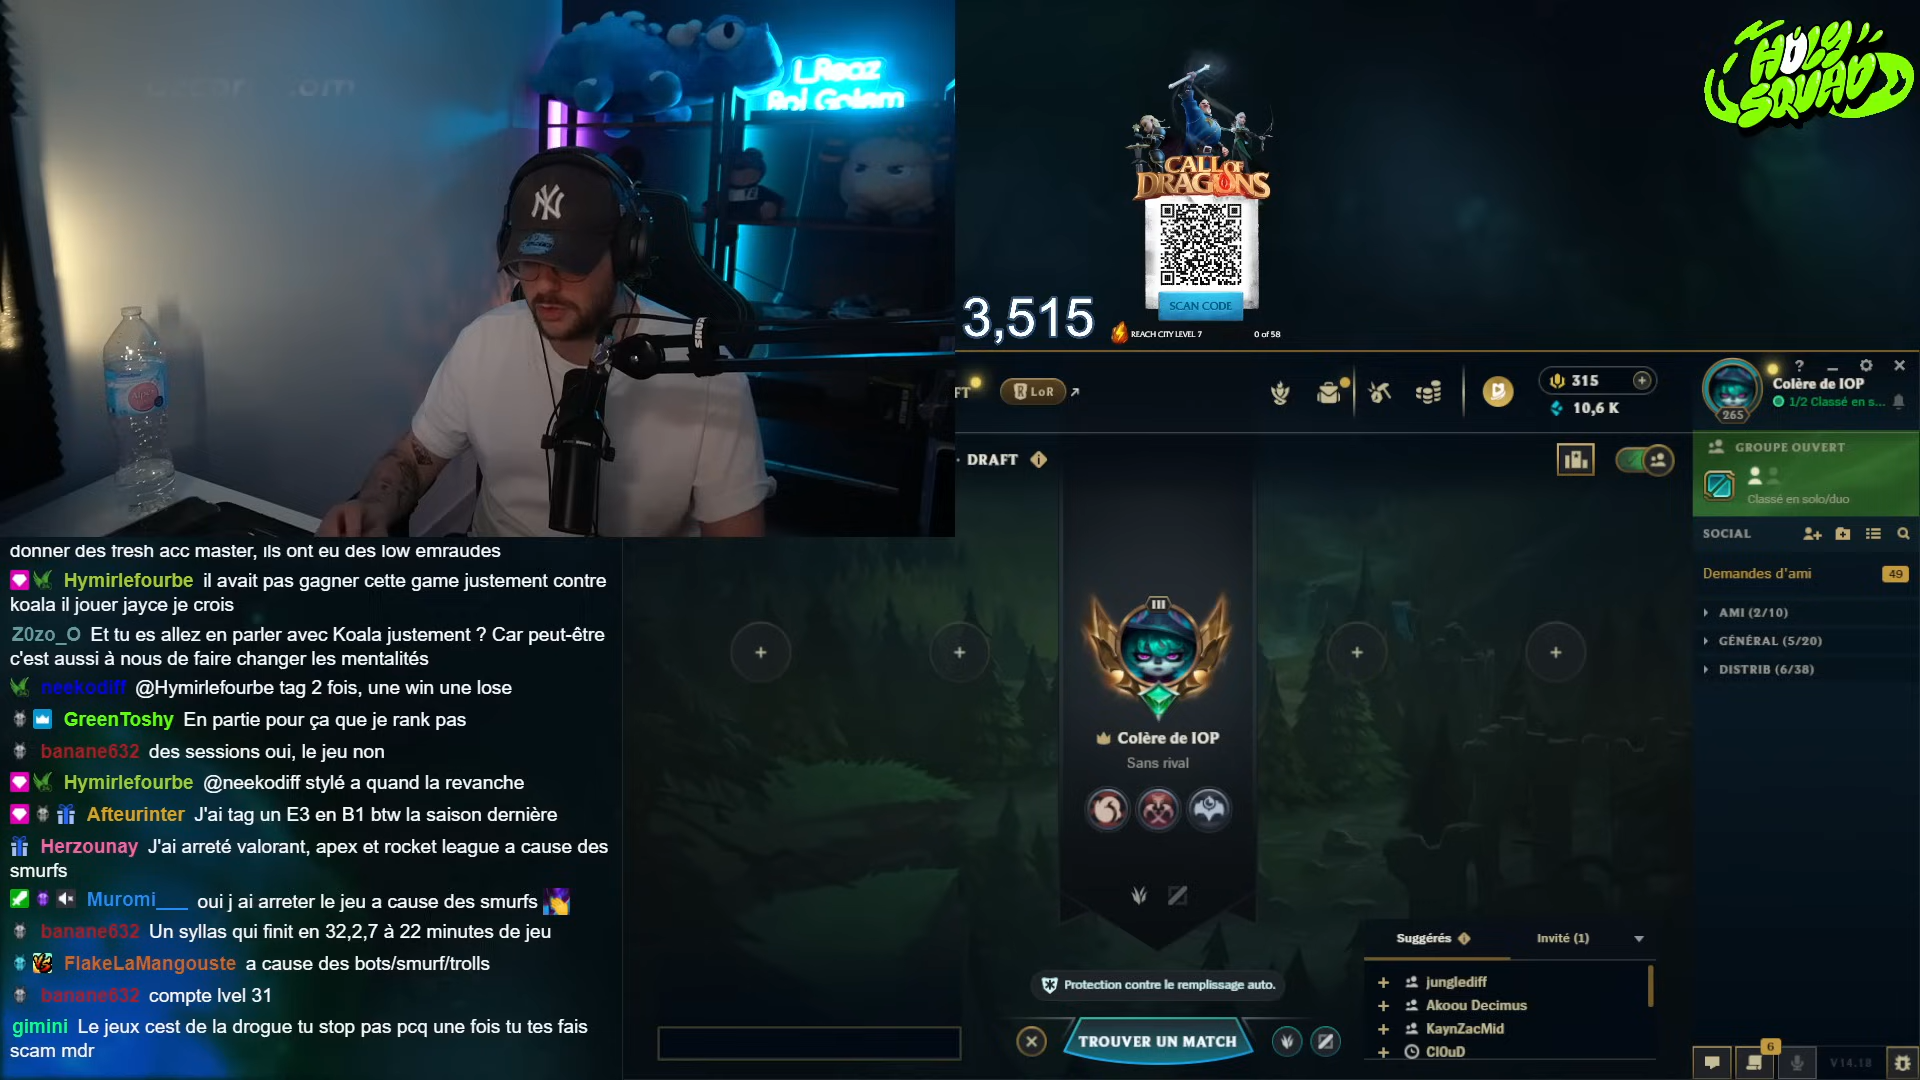 L.Reaz
Roi Golem
NY
SHURE
CALL OF
DRAGONS
SCAN CODE
3,515
REACH CITY LEVEL 7
0 of 58
HOLY
SQUAD
FT
LoR
315
10,6 K
265
?
Colère de IOP
1/2 Classé en s...
DRAFT
GROUPE OUVERT
Classé en solo/duo
SOCIAL
Demandes d'ami
49
AMI (2/10)
GÉNÉRAL (5/20)
DISTRIB (6/38)
III
Colère de IOP
Sans rival
Protection contre le remplissage auto.
TROUVER UN MATCH
Suggérés
Invité (1)
junglediff
Akoou Decimus
KaynZacMid
Cl0uD
6
V14.18
donner des fresh acc master, ils ont eu des low emraudes
Hymirlefourbe il avait pas gagner cette game justement contre
koala il jouer jayce je crois
Z0zo_O Et tu es allez en parler avec Koala justement ? Car peut-être
c'est aussi à nous de faire changer les mentalités
neekodiff @Hymirlefourbe tag 2 fois, une win une lose
GreenToshy En partie pour ça que je rank pas
banane632 des sessions oui, le jeu non
Hymirlefourbe @neekodiff stylé a quand la revanche
Afteurinter J'ai tag un E3 en B1 btw la saison dernière
Herzounay J'ai arreté valorant, apex et rocket league a cause des
smurfs
Muromi___ oui j ai arreter le jeu a cause des smurfs
banane632 Un syllas qui finit en 32,2,7 à 22 minutes de jeu
FlakeLaMangouste a cause des bots/smurf/trolls
banane632 compte lvel 31
gimini Le jeux cest de la drogue tu stop pas pcq une fois tu tes fais
scam mdr